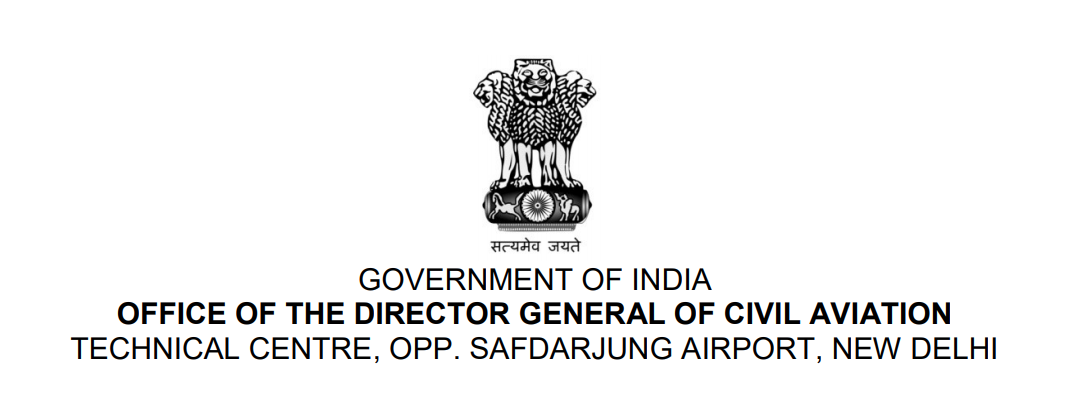 सत्यमेव जयते
GOVERNMENT OF INDIA
OFFICE OF THE DIRECTOR GENERAL OF CIVIL AVIATION
TECHNICAL CENTRE, OPP. SAFDARJUNG AIRPORT, NEW DELHI